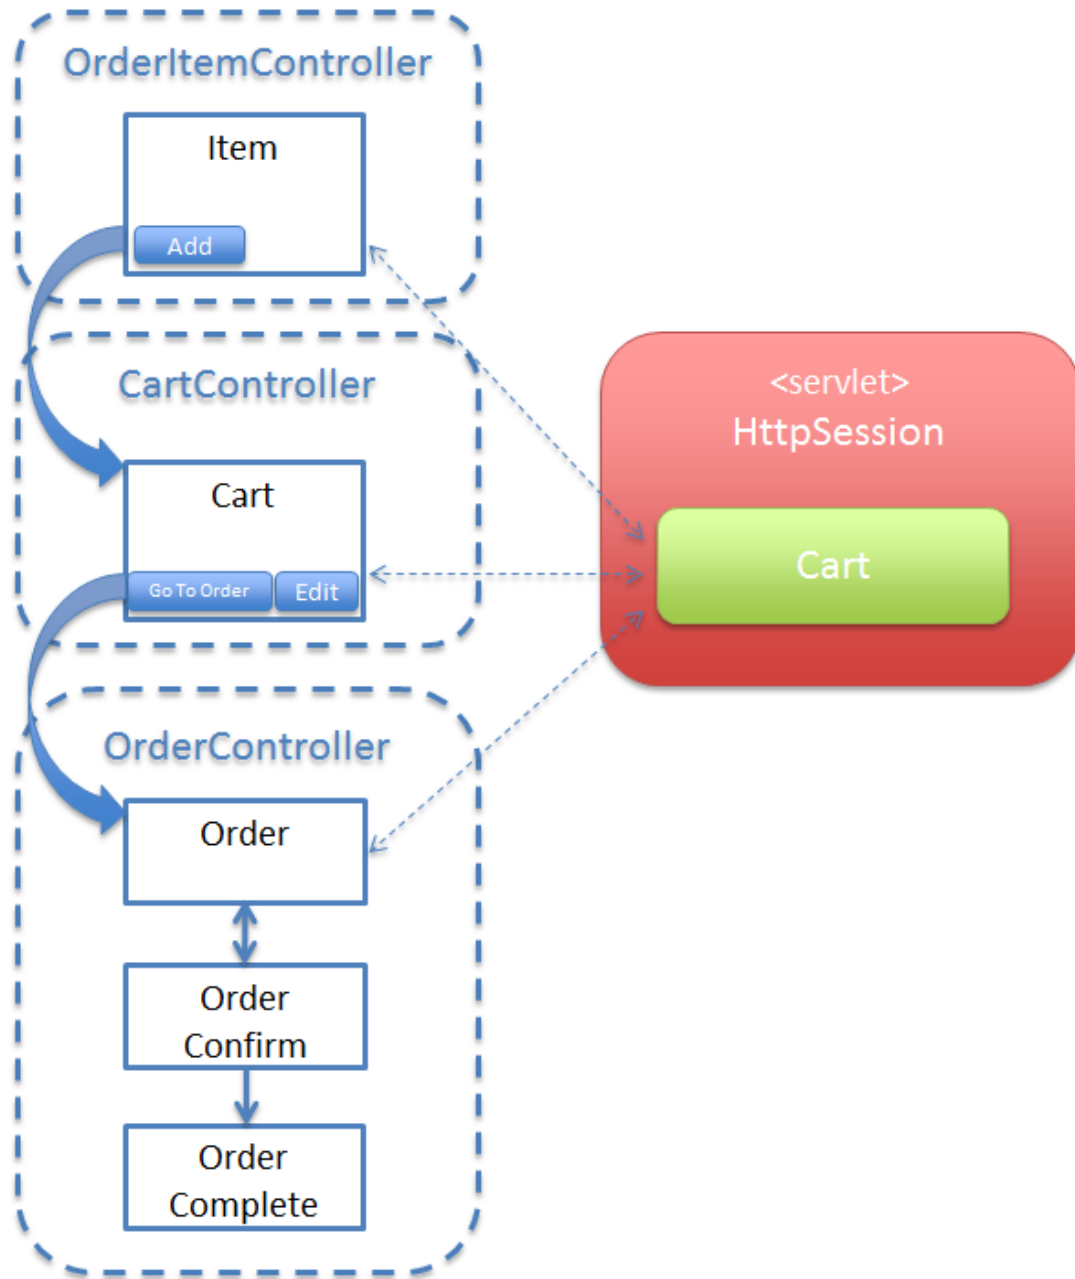 OrderItemController
Item
Add
CartController
Cart
Go To Order
Edit
<servlet>
HttpSession
Cart
OrderController
Order
Order
Confirm
Order
Complete